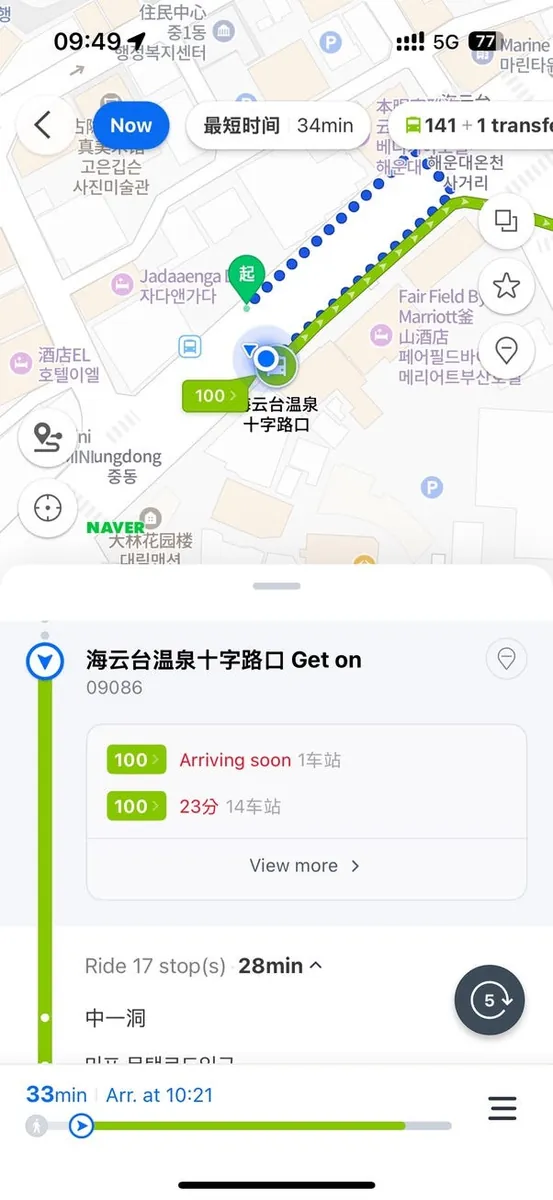 住民中心
중1동
행정복지센터
09:49
5G
77
Marine
마린타운
Now
最短时间 34min
141 + 1 transfe
고은깁슨
사진미술관
해운대온천
사거리
起
Jadaaenga
자다앤가다
Fair Field By
Marriott釜
山酒店
페어필드바이
메리어트부산호텔
酒店EL
호텔이엘
100
海云台温泉
十字路口
ungdong
중동
NAVER
大林花园楼
대림맨션
海云台温泉十字路口 Get on
09086
100 Arriving soon 1车站
100 23分 14车站
View more
Ride 17 stop(s) 28min
中一洞
5
33min Arr. at 10:21